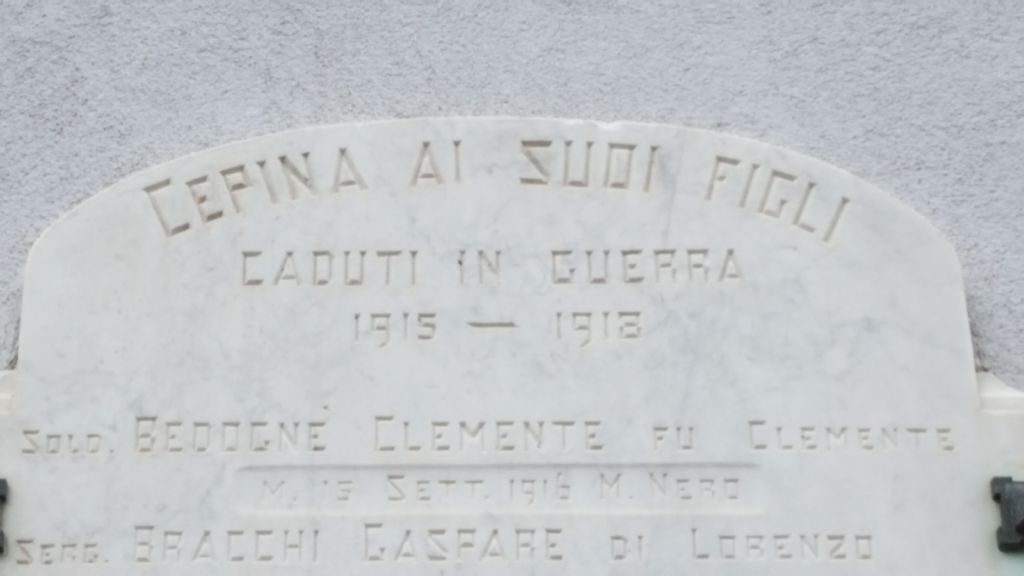 CEPINA AI SUOI FIGLI
CADUTI IN GUERRA
1915 — 1918
SOLD. BEDOGNÈ CLEMENTE FU CLEMENTE
M. 15 SETT. 1916 M. NERO
SERG. BRACCHI GASPARE DI LORENZO